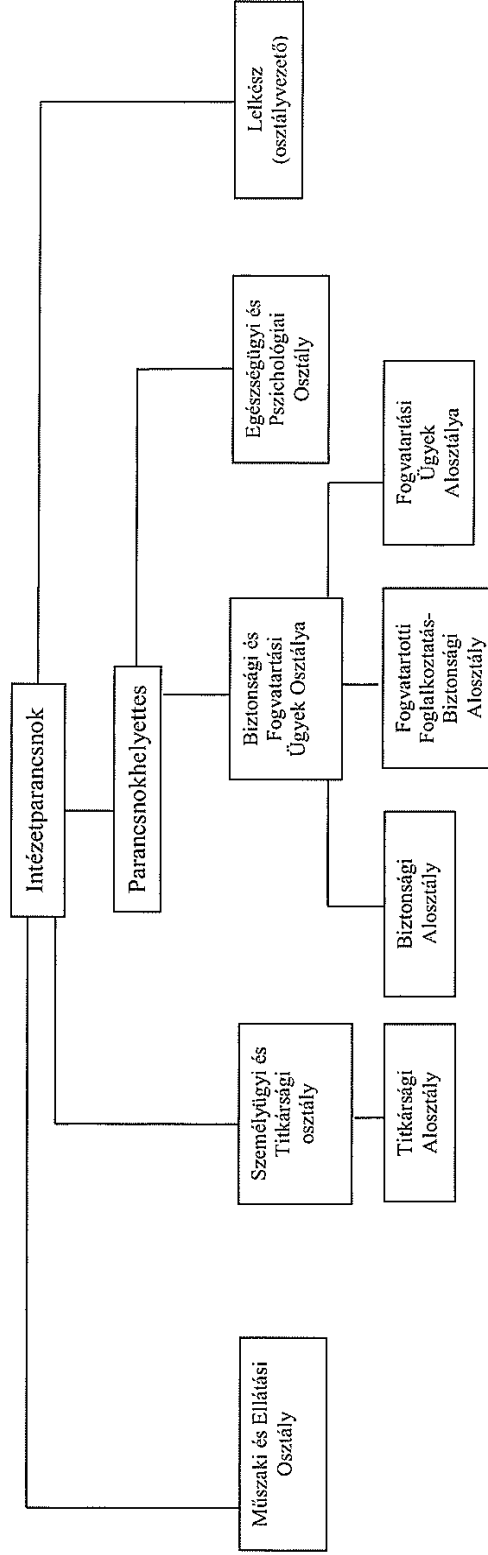 Intézetparancsnok
Parancsnokhelyettes
Műszaki és Ellátási
Osztály
Személyügyi és
Titkársági
osztály
Biztonsági és
Fogvatartási
Ügyek Osztálya
Egészségügyi és
Pszichológiai
Osztály
Lelkész
(osztályvezető)
Titkársági
Alosztály
Biztonsági
Alosztály
Fogvatartotti
Foglalkoztatás-
Biztonsági
Alosztály
Fogvatartási
Ügyek
Alosztálya